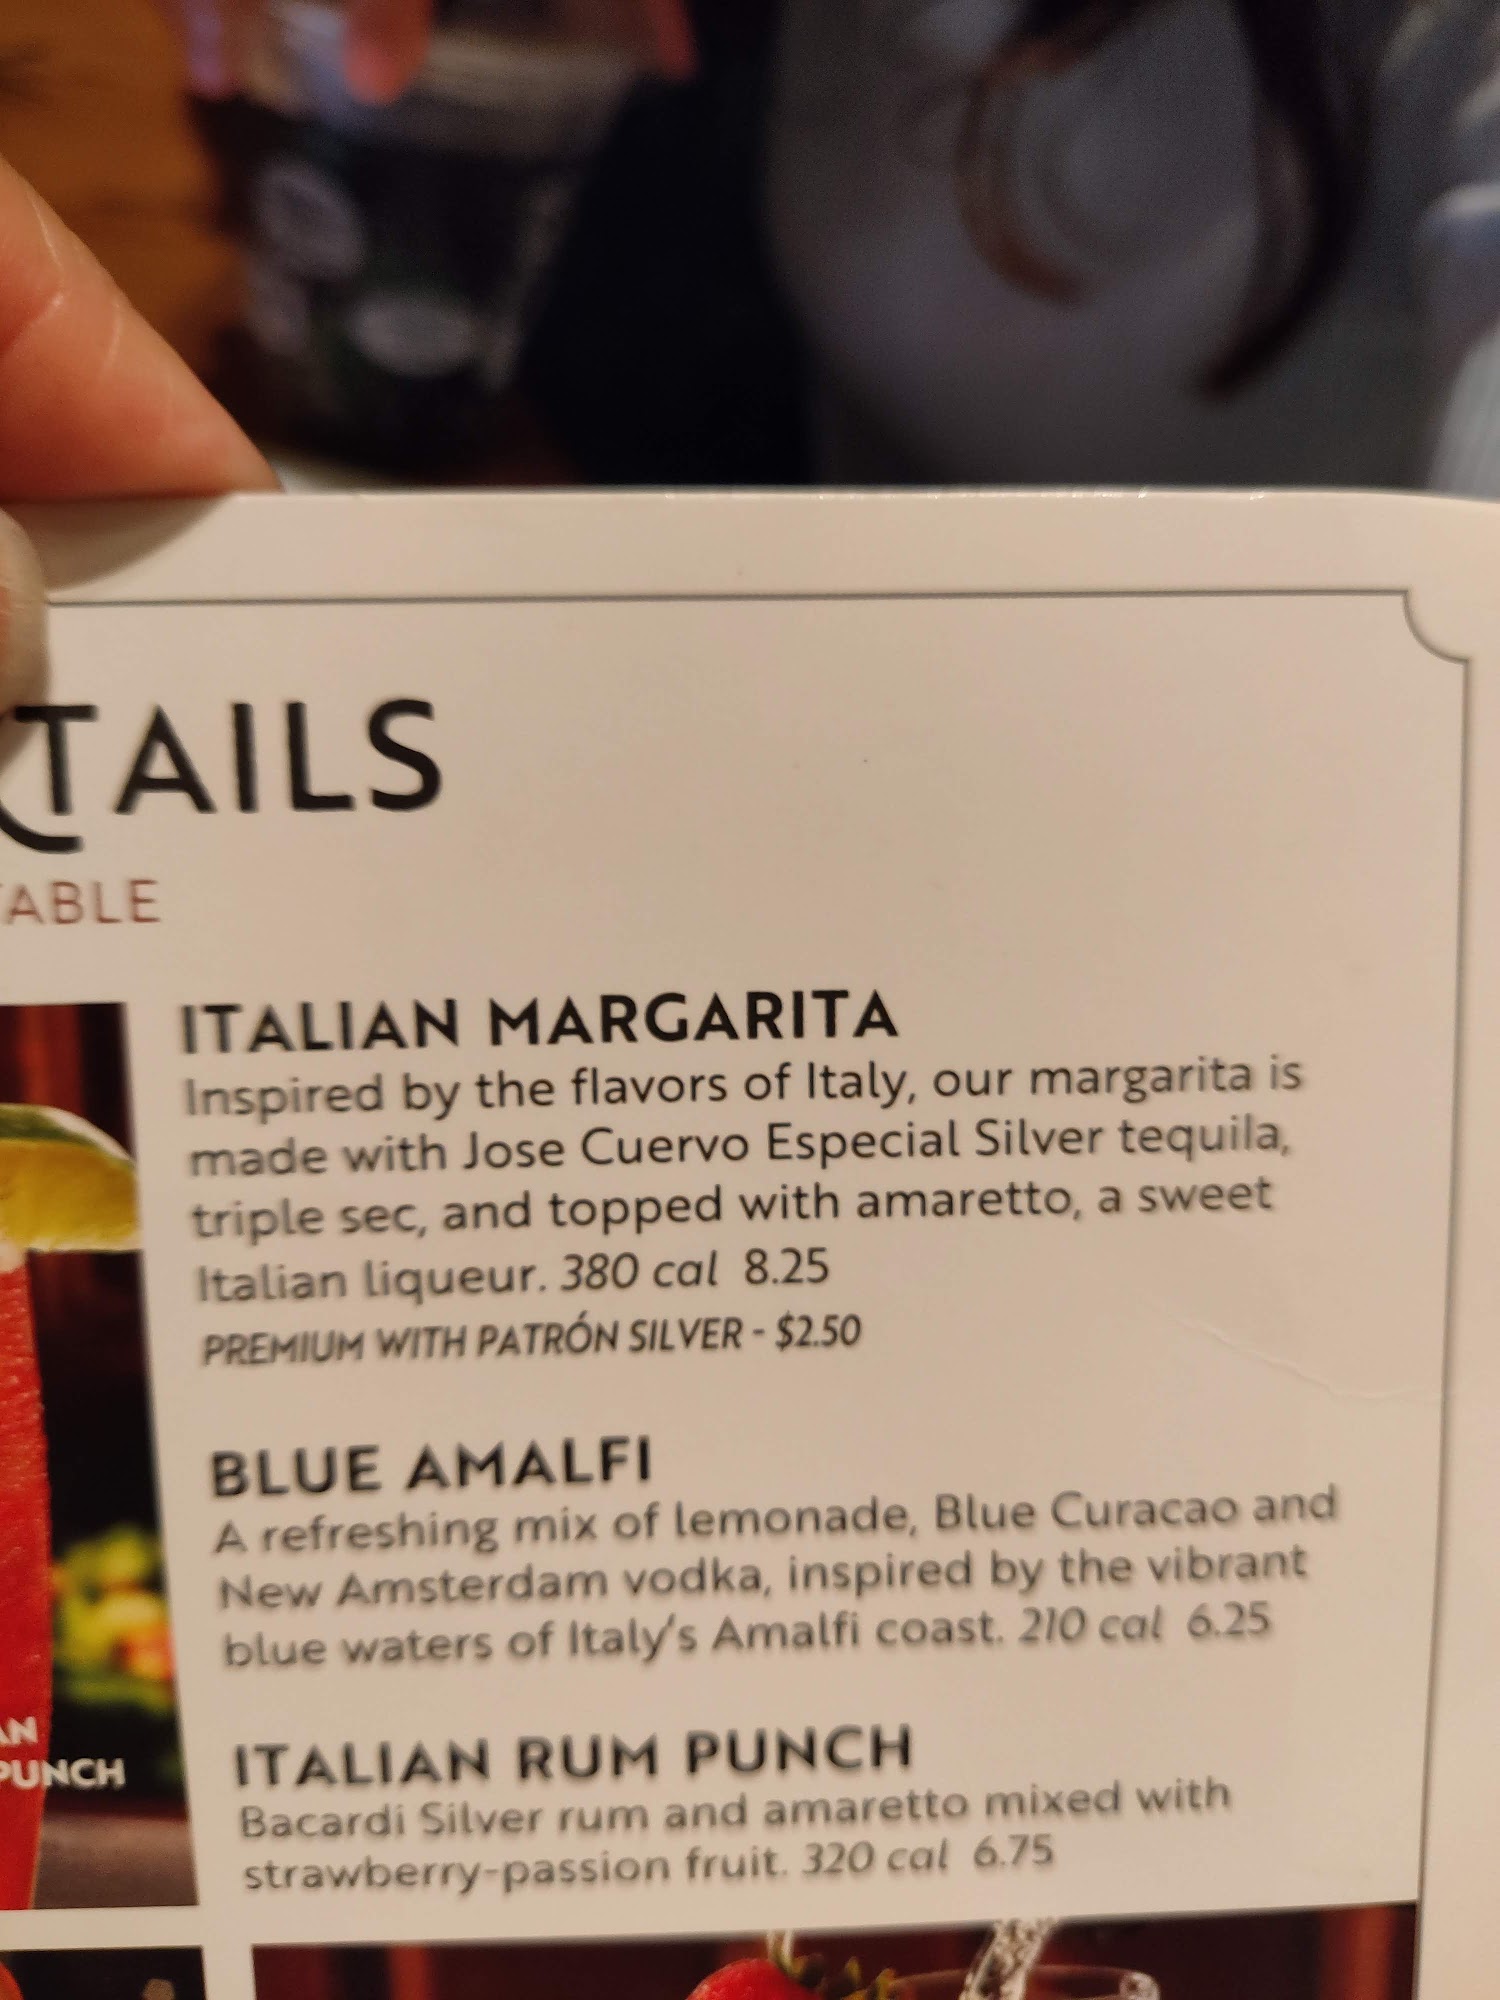 TAILS
TABLE
ITALIAN MARGARITA
Inspired by the flavors of Italy, our margarita is
made with Jose Cuervo Especial Silver tequila,
triple sec, and topped with amaretto, a sweet
Italian liqueur. 380 cal 8.25
PREMIUM WITH PATRÓN SILVER - $2.50
BLUE AMALFI
A refreshing mix of lemonade, Blue Curacao and
New Amsterdam vodka, inspired by the vibrant
blue waters of Italy's Amalfi coast. 210 cal 6.25
AN
PUNCH
ITALIAN RUM PUNCH
Bacardi Silver rum and amaretto mixed with
strawberry-passion fruit. 320 cal 6.75